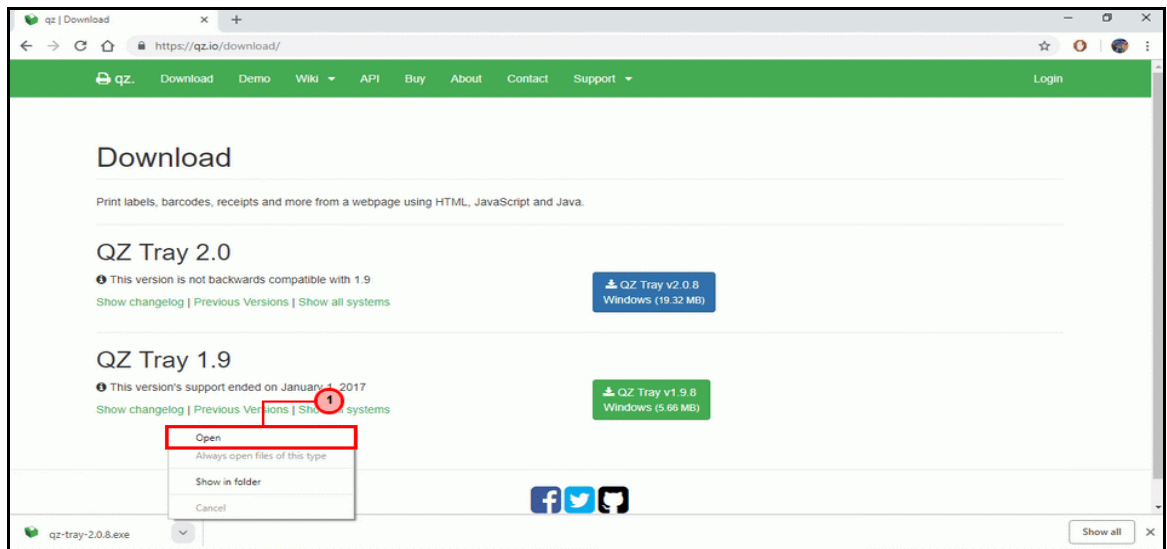 qz | Download
https://qz.io/download/
qz. Download Demo Wiki API Buy About Contact Support Login
Download
Print labels, barcodes, receipts and more from a webpage using HTML, JavaScript and Java.
QZ Tray 2.0
This version is not backwards compatible with 1.9
Show changelog | Previous Versions | Show all systems
QZ Tray v2.0.8
Windows (19.32 MB)
QZ Tray 1.9
This version's support ended on January 1, 2017
Show changelog | Previous Versions | Show all systems
QZ Tray v1.9.8
Windows (5.66 MB)
1
Open
Always open files of this type
Show in folder
Cancel
qz-tray-2.0.8.exe
Show all